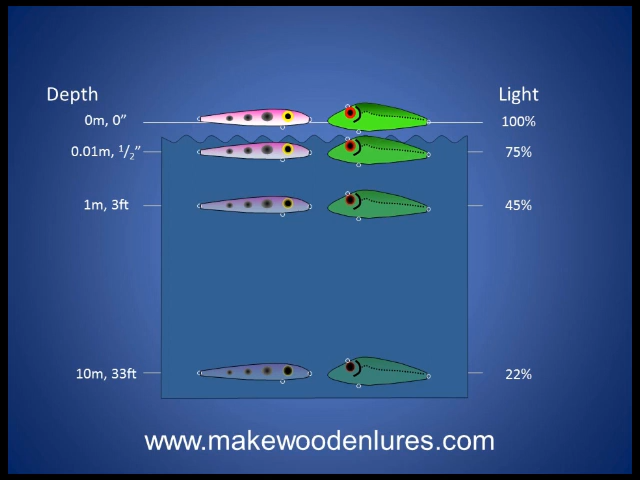 Depth Light
0m, 0” 100%
0.01m, 1/2” 75%
1m, 3ft 45%
10m, 33ft 22%
www.makewoodenlures.com